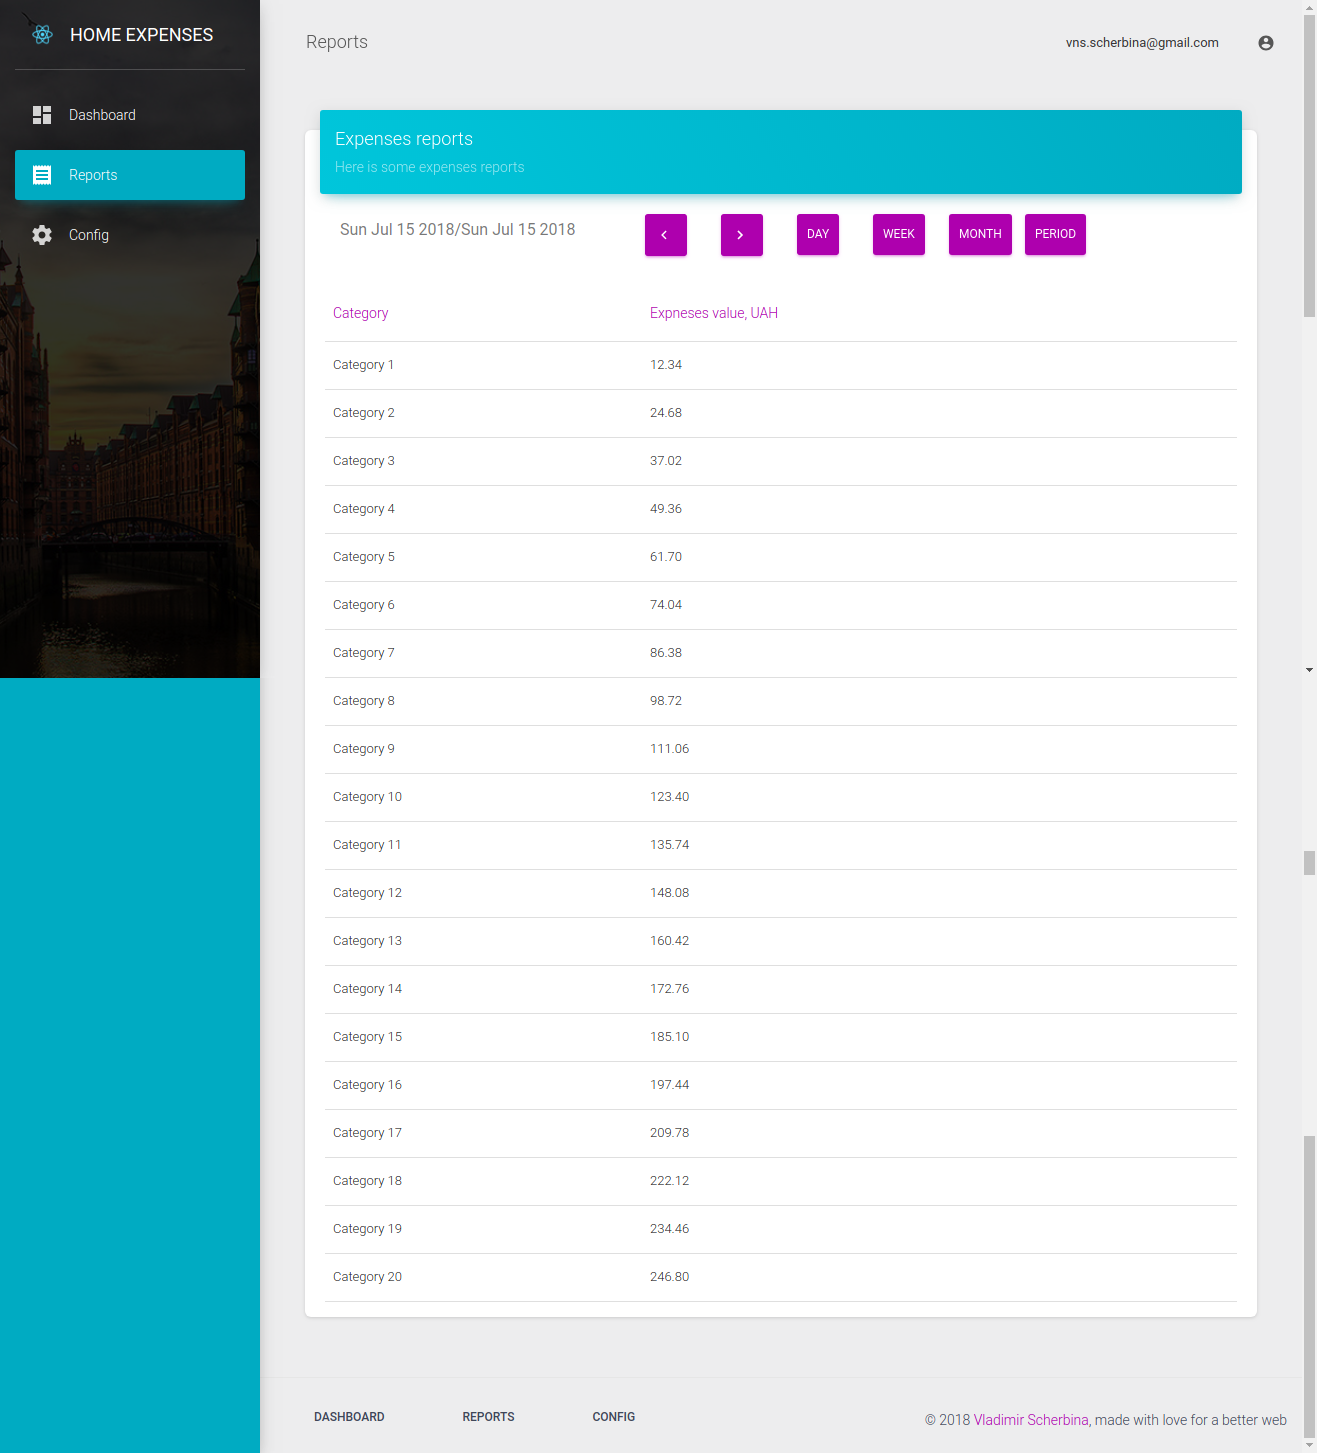 HOME EXPENSES
Dashboard
Reports
Config
Reports
vns.scherbina@gmail.com
Expenses reports
Here is some expenses reports
Sun Jul 15 2018/Sun Jul 15 2018
DAY WEEK MONTH PERIOD
Category Expneses value, UAH
Category 1 12.34
Category 2 24.68
Category 3 37.02
Category 4 49.36
Category 5 61.70
Category 6 74.04
Category 7 86.38
Category 8 98.72
Category 9 111.06
Category 10 123.40
Category 11 135.74
Category 12 148.08
Category 13 160.42
Category 14 172.76
Category 15 185.10
Category 16 197.44
Category 17 209.78
Category 18 222.12
Category 19 234.46
Category 20 246.80
DASHBOARD REPORTS CONFIG
© 2018 Vladimir Scherbina, made with love for a better web